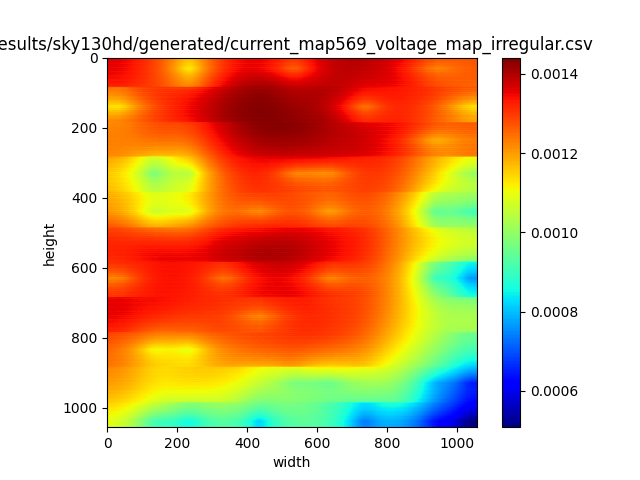 esults/sky130hd/generated/current_map569_voltage_map_irregular.csv
0
200
400
600
800
1000
height
0 200 400 600 800 1000
width
0.0014
0.0012
0.0010
0.0008
0.0006